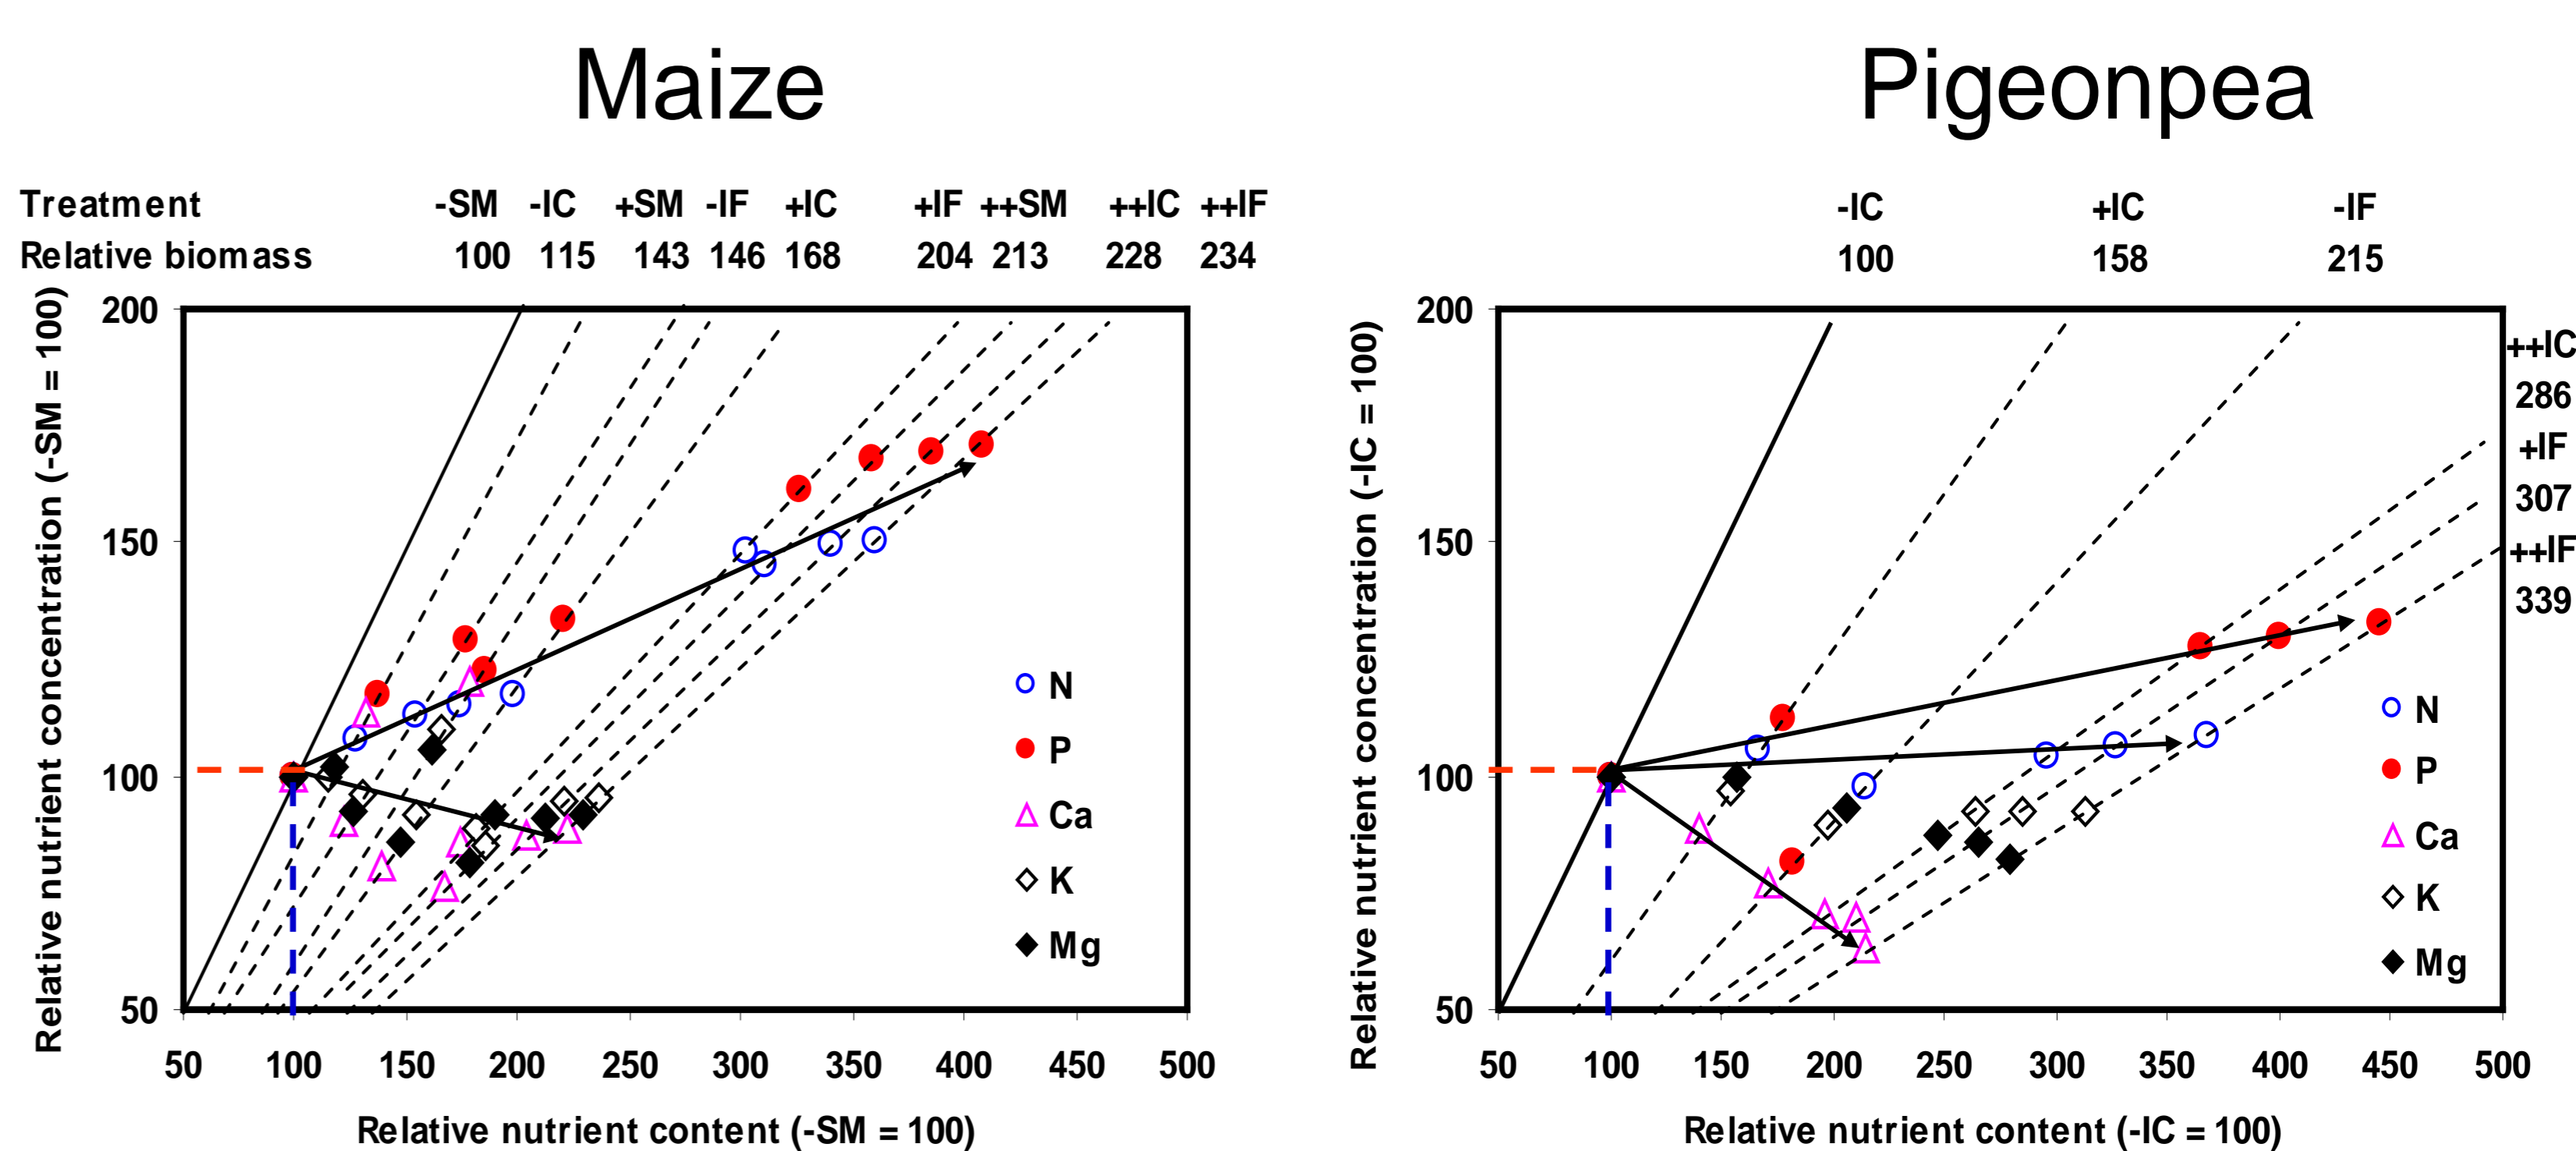 Maize
Treatment -SM -IC +SM -IF +IC +IF ++SM ++IC ++IF
Relative biomass 100 115 143 146 168 204 213 228 234
Relative nutrient concentration (-SM = 100)
200
150
100
50
N
P
Ca
K
Mg
50 100 150 200 250 300 350 400 450 500
Relative nutrient content (-SM = 100)
Pigeonpea
-IC +IC -IF
100 158 215
++IC
286
+IF
307
++IF
339
Relative nutrient concentration (-IC = 100)
200
150
100
50
N
P
Ca
K
Mg
50 100 150 200 250 300 350 400 450 500
Relative nutrient content (-IC = 100)